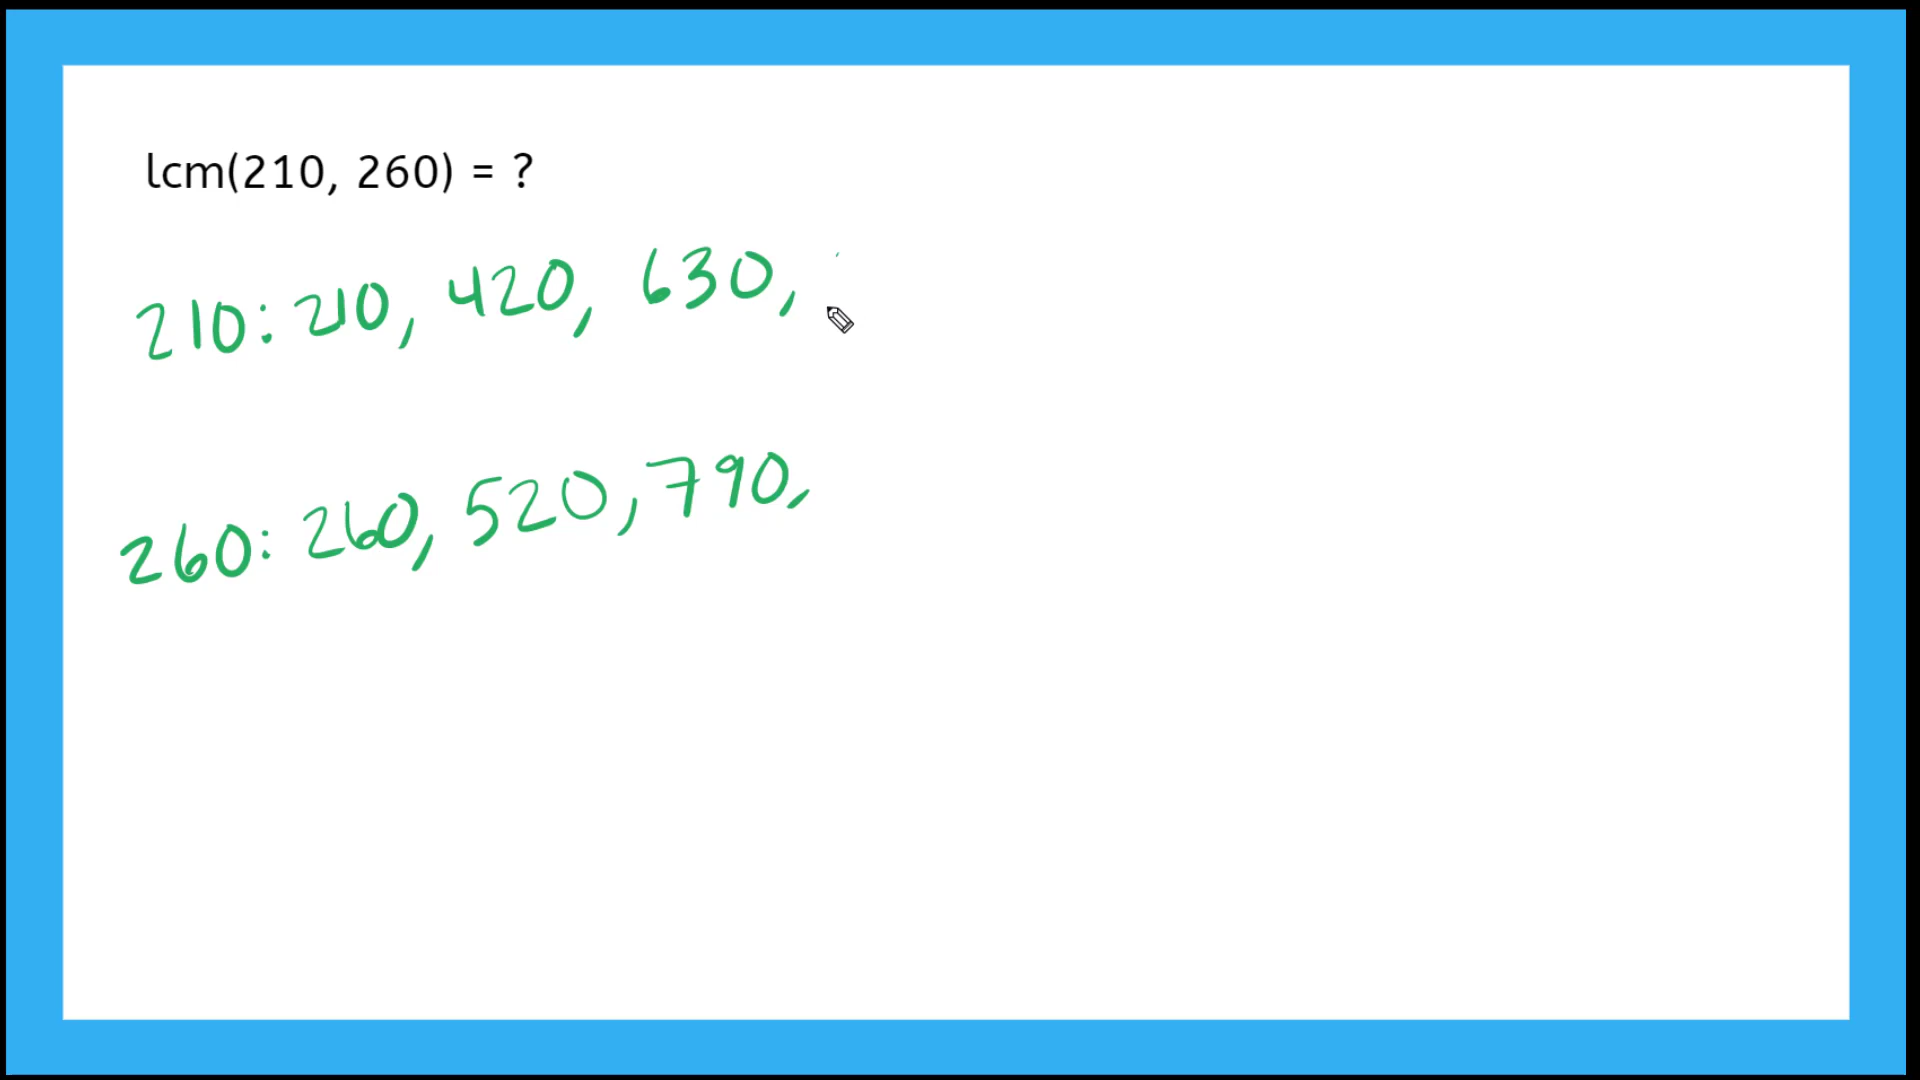 lcm(210, 260) = ?
210: 210, 420, 630,
260: 260, 520, 790,